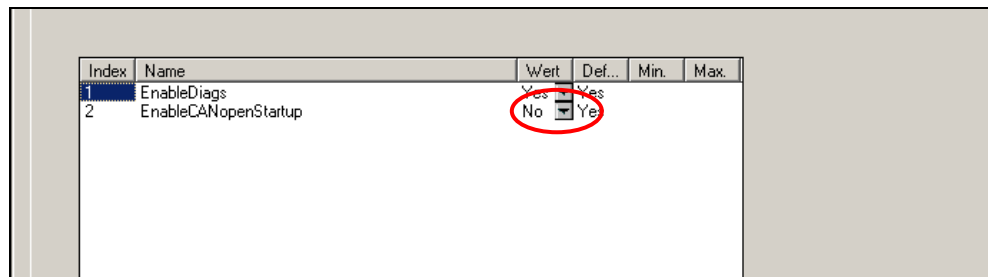 Index Name Wert Def... Min. Max.
1 EnableDiags Yes Yes
2 EnableCANopenStartup No Yes